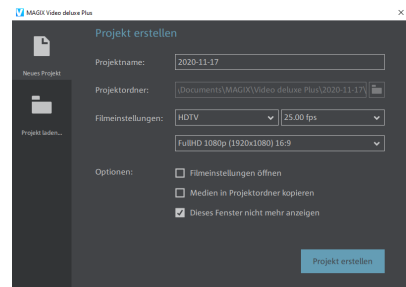 MAGIX Video deluxe Plus
Projekt erstellen
Neues Projekt
Projekt laden...
Projektname: 2020-11-17
Projektordner: .Documents\MAGIX\Video deluxe Plus\2020-11-17\
Filmeinstellungen: HDTV 25.00 fps
FullHD 1080p (1920x1080) 16:9
Optionen: Filmeinstellungen öffnen
Medien in Projektordner kopieren
Dieses Fenster nicht mehr anzeigen
Projekt erstellen